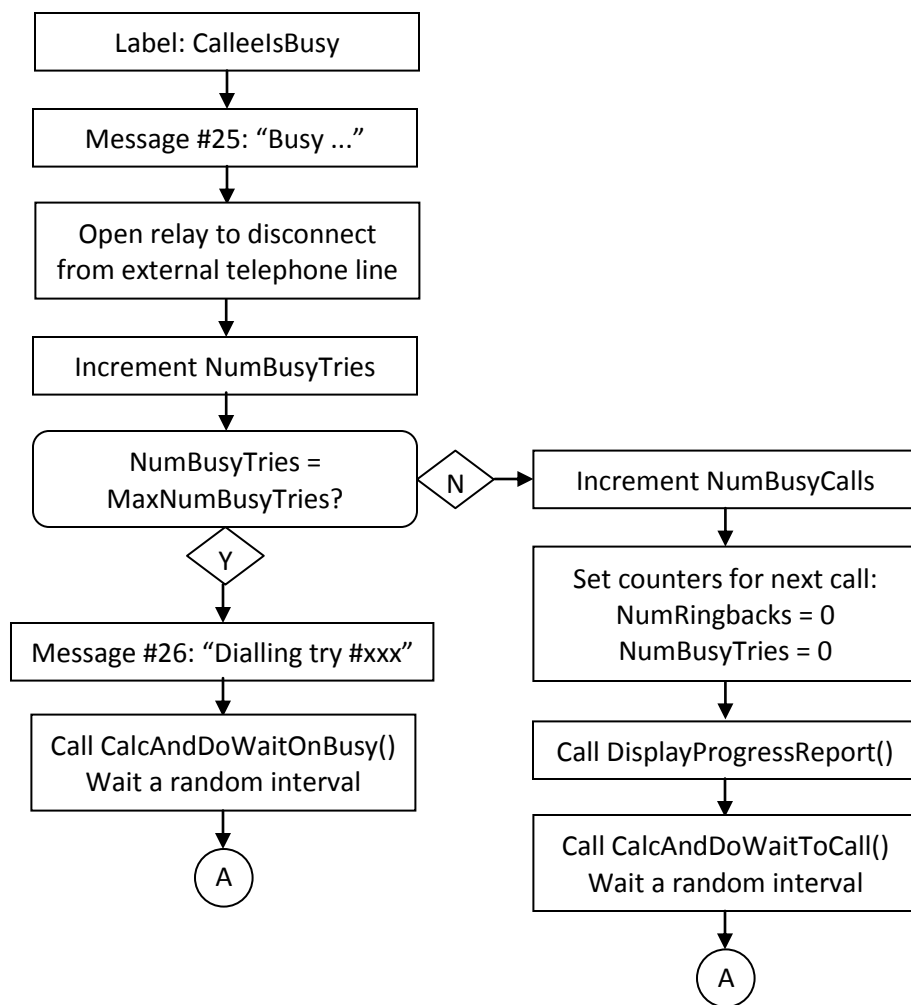 Label: CalleeIsBusy
Message #25: “Busy ...”
Open relay to disconnect
from external telephone line
Increment NumBusyTries
NumBusyTries =
MaxNumBusyTries?
N
Y
Message #26: “Dialling try #xxx”
Call CalcAndDoWaitOnBusy()
Wait a random interval
A
Increment NumBusyCalls
Set counters for next call:
NumRingbacks = 0
NumBusyTries = 0
Call DisplayProgressReport()
Call CalcAndDoWaitToCall()
Wait a random interval
A